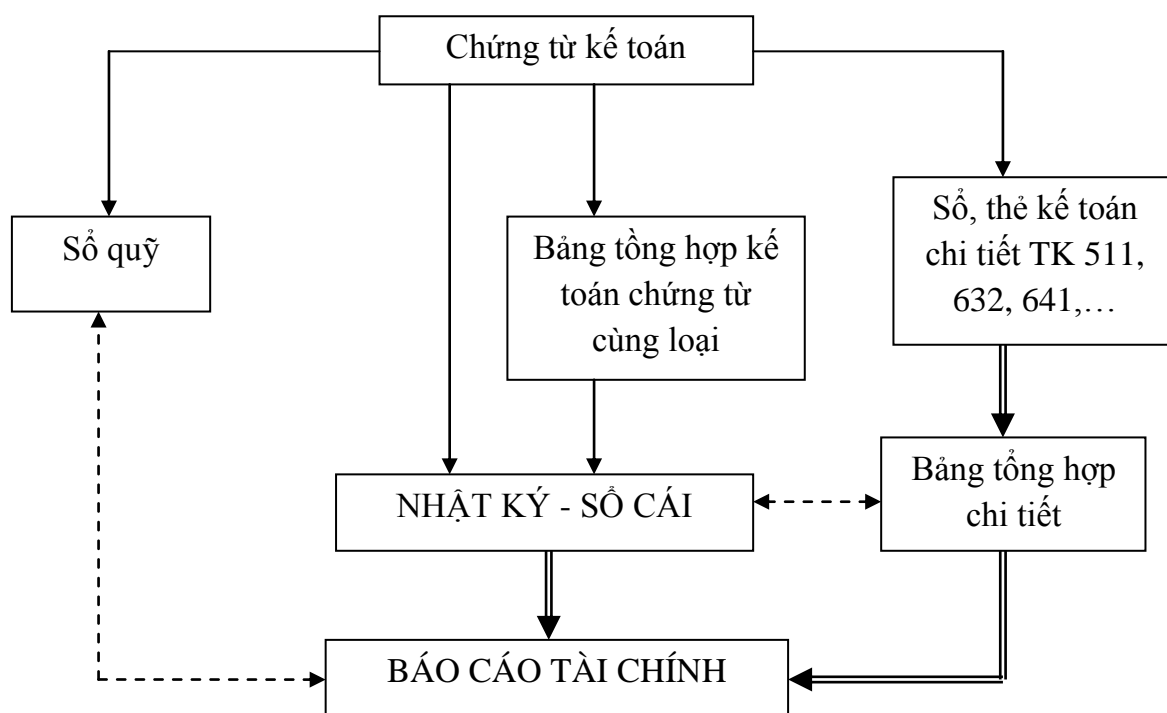 Chứng từ kế toán
Sổ quỹ
Bảng tổng hợp kế
toán chứng từ
cùng loại
Sổ, thẻ kế toán
chi tiết TK 511,
632, 641,…
NHẬT KÝ - SỔ CÁI
Bảng tổng hợp
chi tiết
BÁO CÁO TÀI CHÍNH